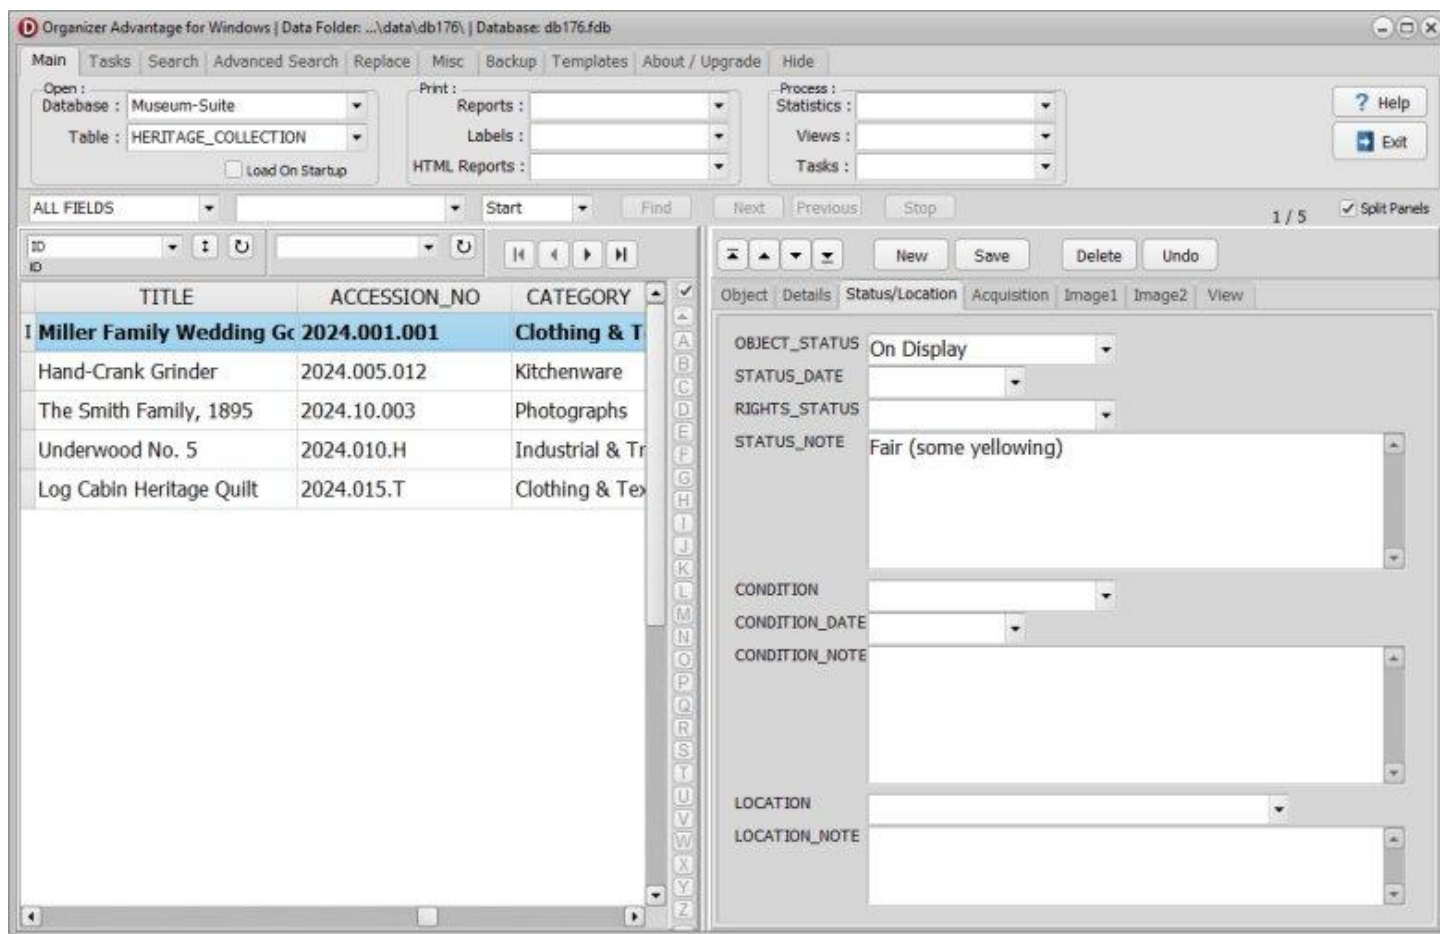 Organizer Advantage for Windows | Data Folder: ...\data\db176\ | Database: db176.fdb
Main Tasks Search Advanced Search Replace Misc Backup Templates About / Upgrade Hide
Open :
Database : Museum-Suite
Table : HERITAGE_COLLECTION
Load On Startup
Print :
Reports :
Labels :
HTML Reports :
Process :
Statistics :
Views :
Tasks :
? Help
Exit
ALL FIELDS Start Find Next Previous Stop 1 / 5 Split Panels
ID
ID
New Save Delete Undo
TITLE ACCESSION_NO CATEGORY
Miller Family Wedding Gc 2024.001.001 Clothing & T
Hand-Crank Grinder 2024.005.012 Kitchenware
The Smith Family, 1895 2024.10.003 Photographs
Underwood No. 5 2024.010.H Industrial & Tr
Log Cabin Heritage Quilt 2024.015.T Clothing & Tex
A
B
C
D
E
F
G
H
I
J
K
L
M
N
O
P
Q
R
S
T
U
V
W
X
Y
Z
Object Details Status/Location Acquisition Image1 Image2 View
OBJECT_STATUS On Display
STATUS_DATE
RIGHTS_STATUS
STATUS_NOTE Fair (some yellowing)
CONDITION
CONDITION_DATE
CONDITION_NOTE
LOCATION
LOCATION_NOTE